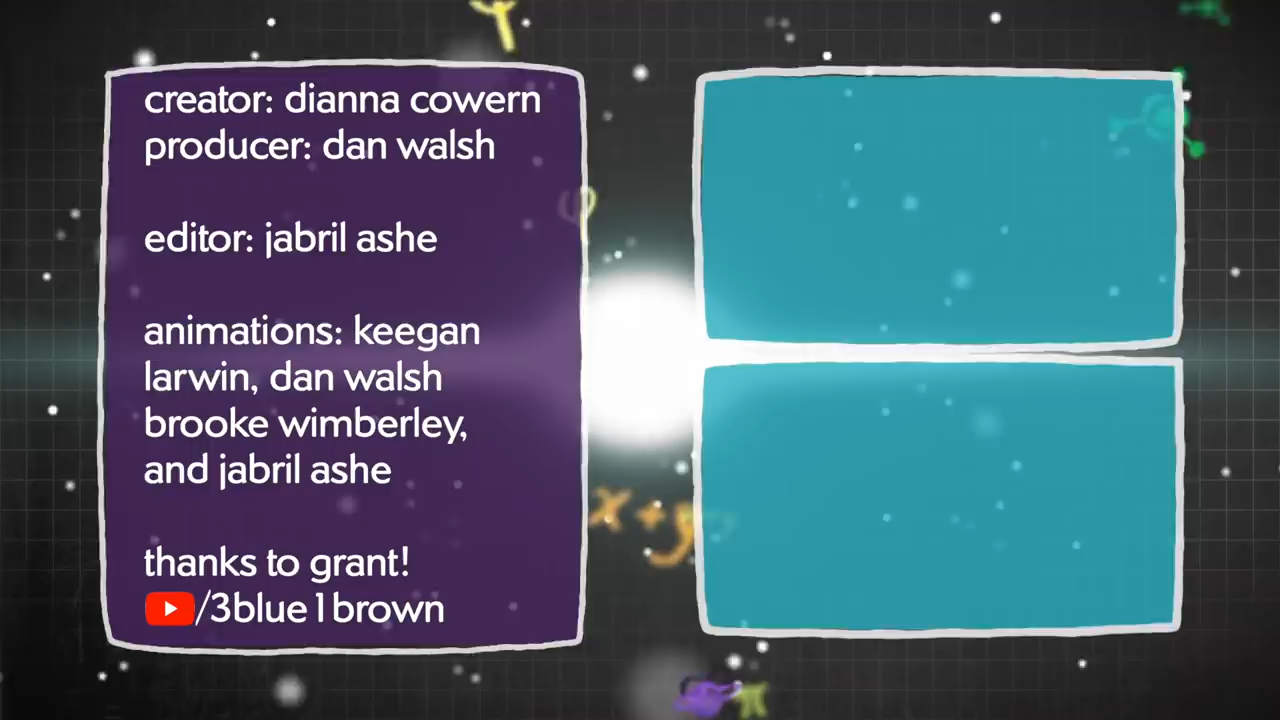 creator: dianna cowern
producer: dan walsh
editor: jabril ashe
animations: keegan
larwin, dan walsh
brooke wimberley,
and jabril ashe
thanks to grant!
/3blue1brown
φ
x+y
π